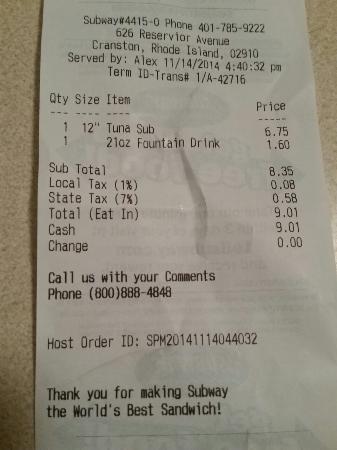 Subway#4415-0 Phone 401-785-9222
626 Reservior Avenue
Cranston, Rhode Island, 02910
Served by: Alex 11/14/2014 4:40:32 pm
Term ID-Trans# 1/A-42716
Qty Size Item Price
--- ---- ---- -----
1 12" Tuna Sub 6.75
1 21oz Fountain Drink 1.60
Sub Total 8.35
Local Tax (1%) 0.08
State Tax (7%) 0.58
Total (Eat In) 9.01
Cash 9.01
Change 0.00
Call us with your Comments
Phone (800)888-4848
Host Order ID: SPM20141114044032
Thank you for making Subway
the World's Best Sandwich!